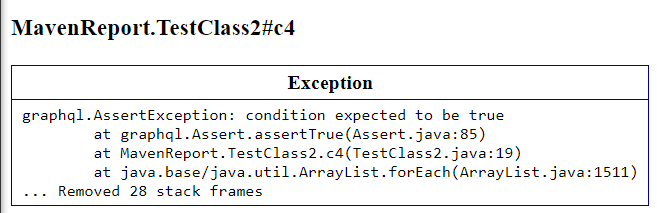 MavenReport.TestClass2#c4
Exception
graphql.AssertException: condition expected to be true
at graphql.Assert.assertTrue(Assert.java:85)
at MavenReport.TestClass2.c4(TestClass2.java:19)
at java.base/java.util.ArrayList.forEach(ArrayList.java:1511)
... Removed 28 stack frames